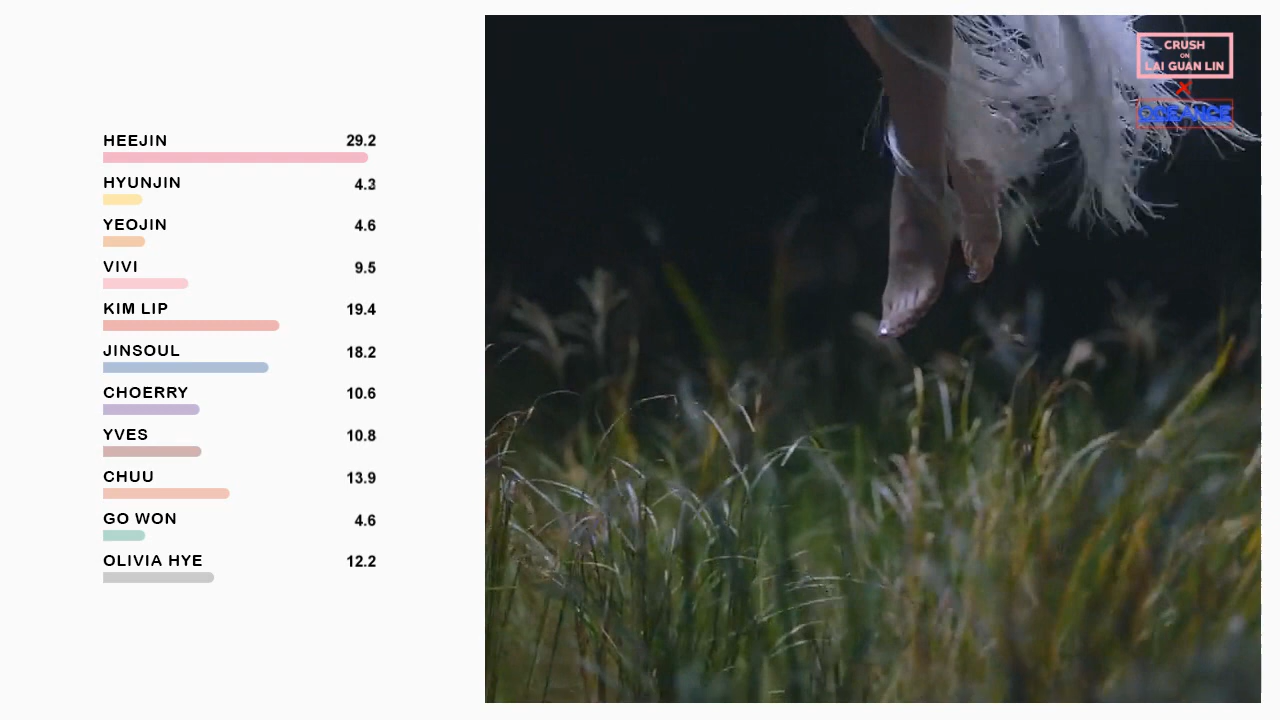 HEEJIN 29.2
HYUNJIN 4.3
YEOJIN 4.6
VIVI 9.5
KIM LIP 19.4
JINSOUL 18.2
CHOERRY 10.6
YVES 10.8
CHUU 13.9
GO WON 4.6
OLIVIA HYE 12.2
CRUSH
ON
LAI GUAN LIN
X